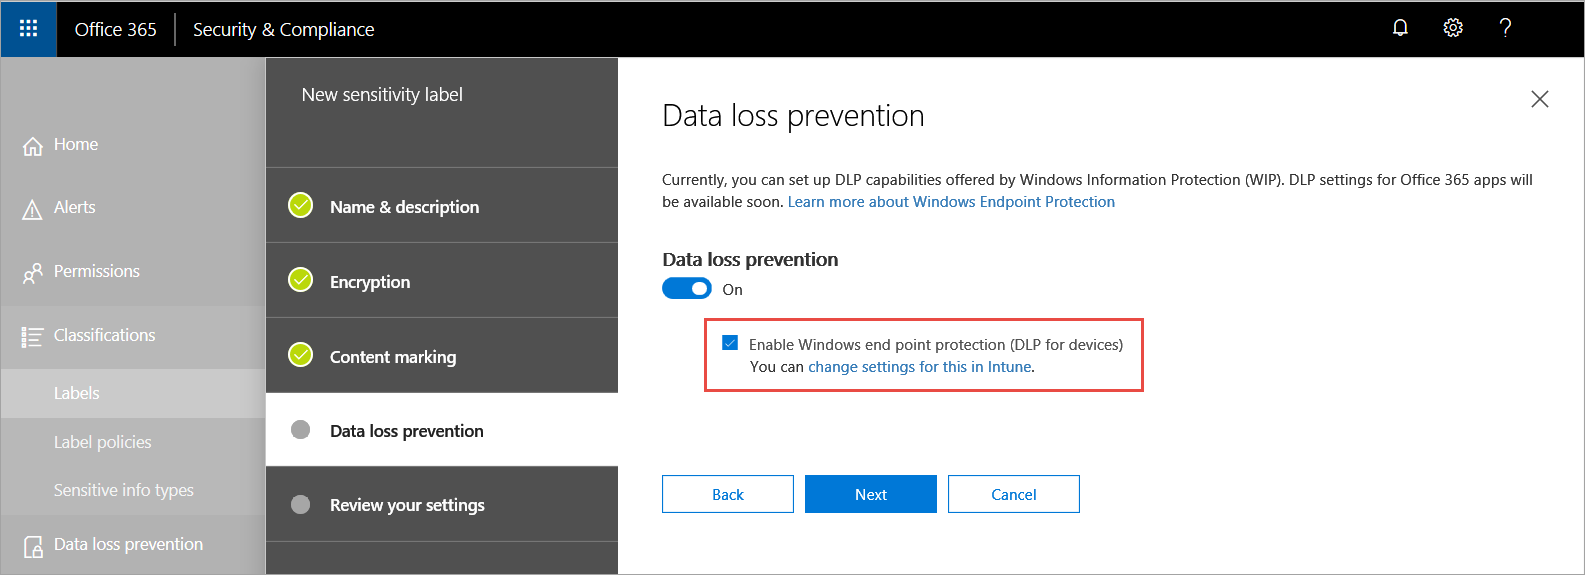 Office 365
Security & Compliance
Home
Alerts
Permissions
Classifications
Labels
Label policies
Sensitive info types
Data loss prevention
New sensitivity label
Name & description
Encryption
Content marking
Data loss prevention
Review your settings
Data loss prevention
Currently, you can set up DLP capabilities offered by Windows Information Protection (WIP). DLP settings for Office 365 apps will
be available soon. Learn more about Windows Endpoint Protection
Data loss prevention
On
Enable Windows end point protection (DLP for devices)
You can change settings for this in Intune.
Back
Next
Cancel